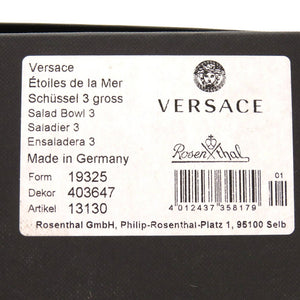 Versace
Étoiles de la Mer
Schüssel 3 gross
Salad Bowl 3
Saladier 3
Ensaladera 3
Made in Germany
Form 19325
Dekor 403647
Artikel 13130
VERSACE
Rosenthal
01
4 012437 358179
Rosenthal GmbH, Philip-Rosenthal-Platz 1, 95100 Selb